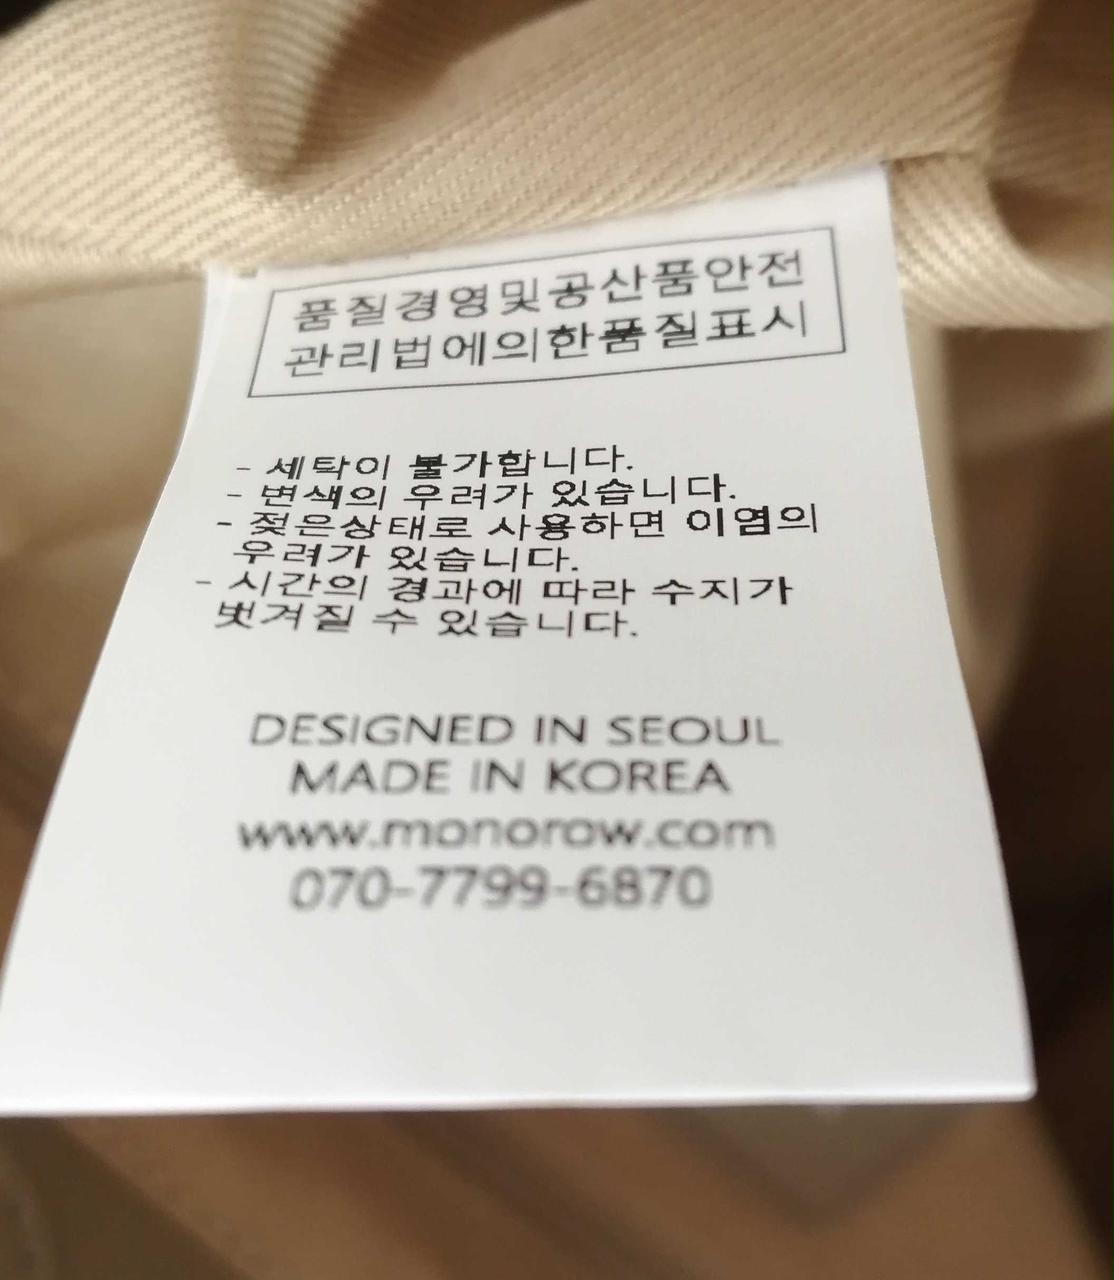 품질경영및공산품안전
관리법에의한품질표시
- 세탁이 불가합니다.
- 변색의 우려가 있습니다.
- 젖은상태로 사용하면 이염의
우려가 있습니다.
- 시간의 경과에 따라 수지가
벗겨질 수 있습니다.
DESIGNED IN SEOUL
MADE IN KOREA
www.monorow.com
070-7799-6870